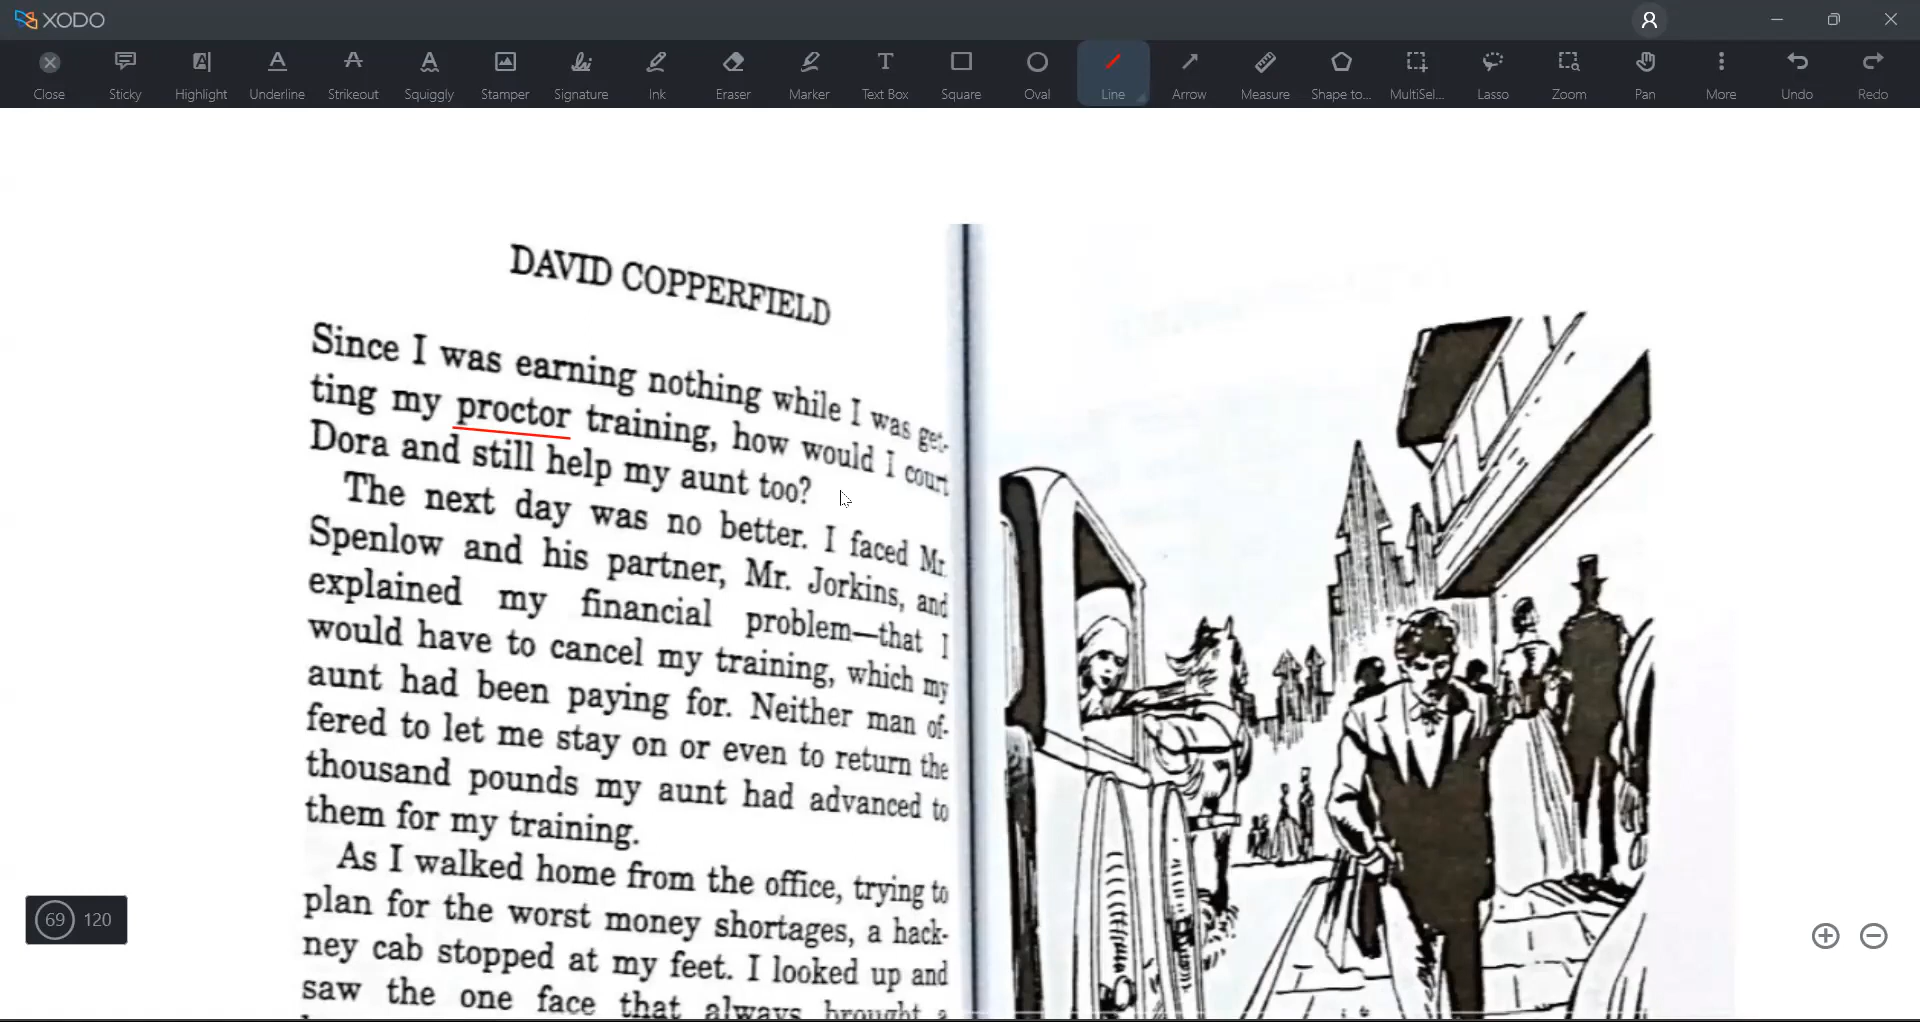 XODO
Close Sticky Highlight Underline Strikeout Squiggly Stamper Signature Ink Eraser Marker Text Box Square Oval Line Arrow Measure Shape to... MultiSel... Lasso Zoom Pan More Undo Redo
DAVID COPPERFIELD
Since I was earning nothing while I was get-
ting my proctor training, how would I court
Dora and still help my aunt too?
The next day was no better. I faced Mr.
Spenlow and his partner, Mr. Jorkins, and
explained my financial problem—that I
would have to cancel my training, which my
aunt had been paying for. Neither man of-
fered to let me stay on or even to return the
thousand pounds my aunt had advanced to
them for my training.
As I walked home from the office, trying to
plan for the worst money shortages, a hack-
ney cab stopped at my feet. I looked up and
saw the one face that always brought a
69 120